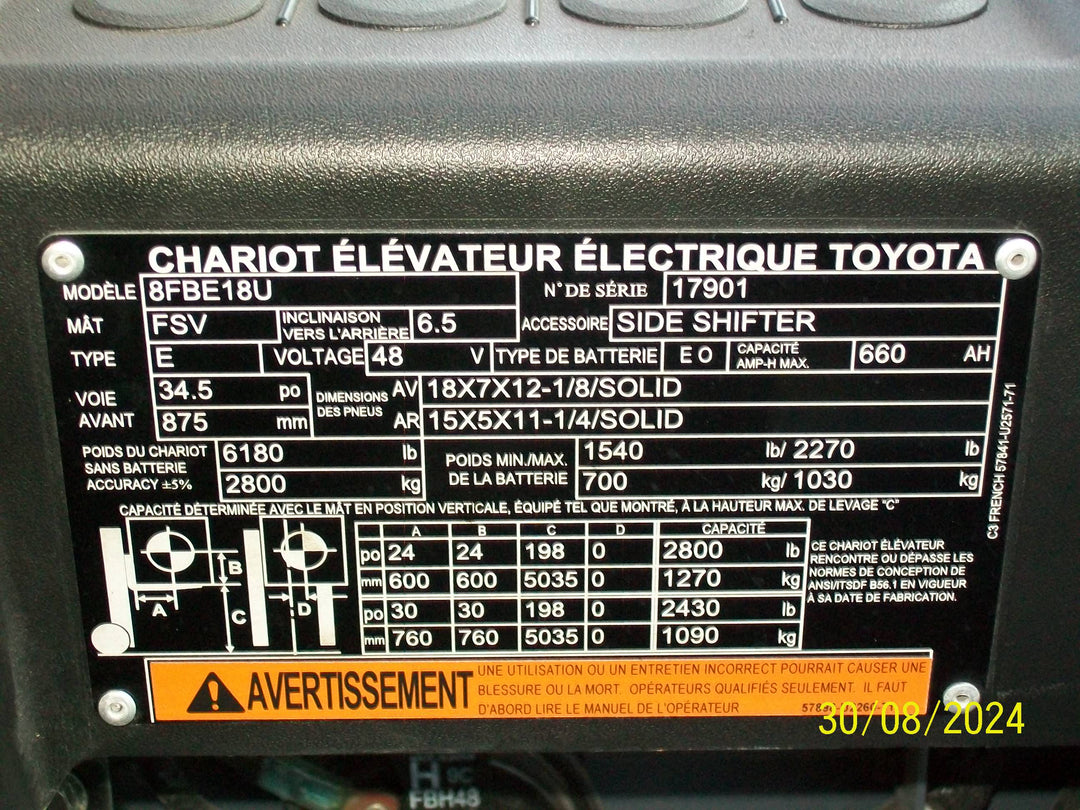 CHARIOT ÉLÉVATEUR ÉLECTRIQUE TOYOTA
MODÈLE 8FBE18U N° DE SÉRIE 17901
MÂT FSV INCLINAISON VERS L'ARRIÈRE 6.5 ACCESSOIRE SIDE SHIFTER
TYPE E VOLTAGE 48 V TYPE DE BATTERIE E O CAPACITÉ AMP-H MAX. 660 AH
VOIE AVANT 34.5 po DIMENSIONS DES PNEUS AV 18X7X12-1/8/SOLID
875 mm AR 15X5X11-1/4/SOLID
POIDS DU CHARIOT SANS BATTERIE ACCURACY ±5% 6180 lb POIDS MIN./MAX. DE LA BATTERIE 1540 lb/ 2270 lb
2800 kg 700 kg/ 1030 kg
CAPACITÉ DÉTERMINÉE AVEC LE MÂT EN POSITION VERTICALE, ÉQUIPÉ TEL QUE MONTRÉ, À LA HAUTEUR MAX. DE LEVAGE "C"
A B C D
A B C D CAPACITÉ
po 24 24 198 0 2800 lb
mm 600 600 5035 0 1270 kg
po 30 30 198 0 2430 lb
mm 760 760 5035 0 1090 kg
CE CHARIOT ÉLÉVATEUR
RENCONTRE OU DÉPASSE LES
NORMES DE CONCEPTION DE
ANSI/ITSDF B56.1 EN VIGUEUR
À SA DATE DE FABRICATION.
C3 FRENCH 57841-U2571-71
AVERTISSEMENT
UNE UTILISATION OU UN ENTRETIEN INCORRECT POURRAIT CAUSER UNE
BLESSURE OU LA MORT. OPÉRATEURS QUALIFIÉS SEULEMENT. IL FAUT
D'ABORD LIRE LE MANUEL DE L'OPÉRATEUR
30/08/2024
H
FBH48